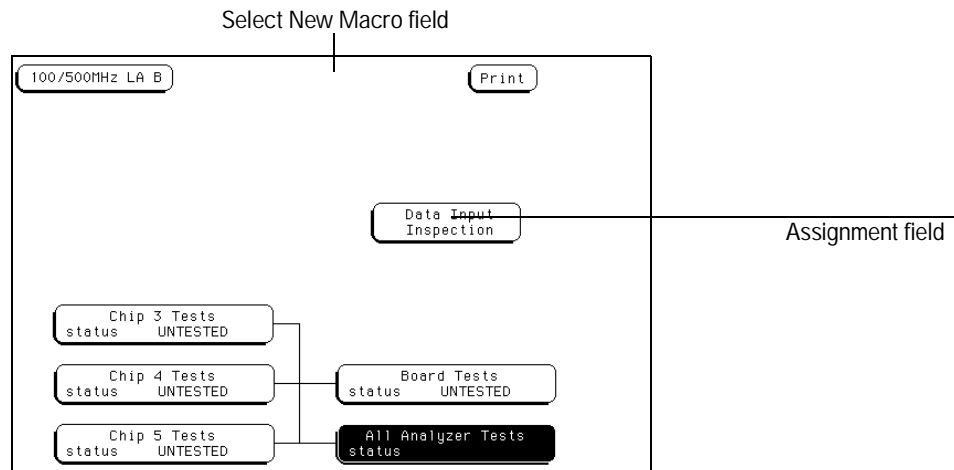 Select New Macro field
100/500MHz LA B
Print
Data Input
Inspection
Assignment field
Chip 3 Tests
status UNTESTED
Chip 4 Tests
status UNTESTED
Board Tests
status UNTESTED
Chip 5 Tests
status UNTESTED
All Analyzer Tests
status